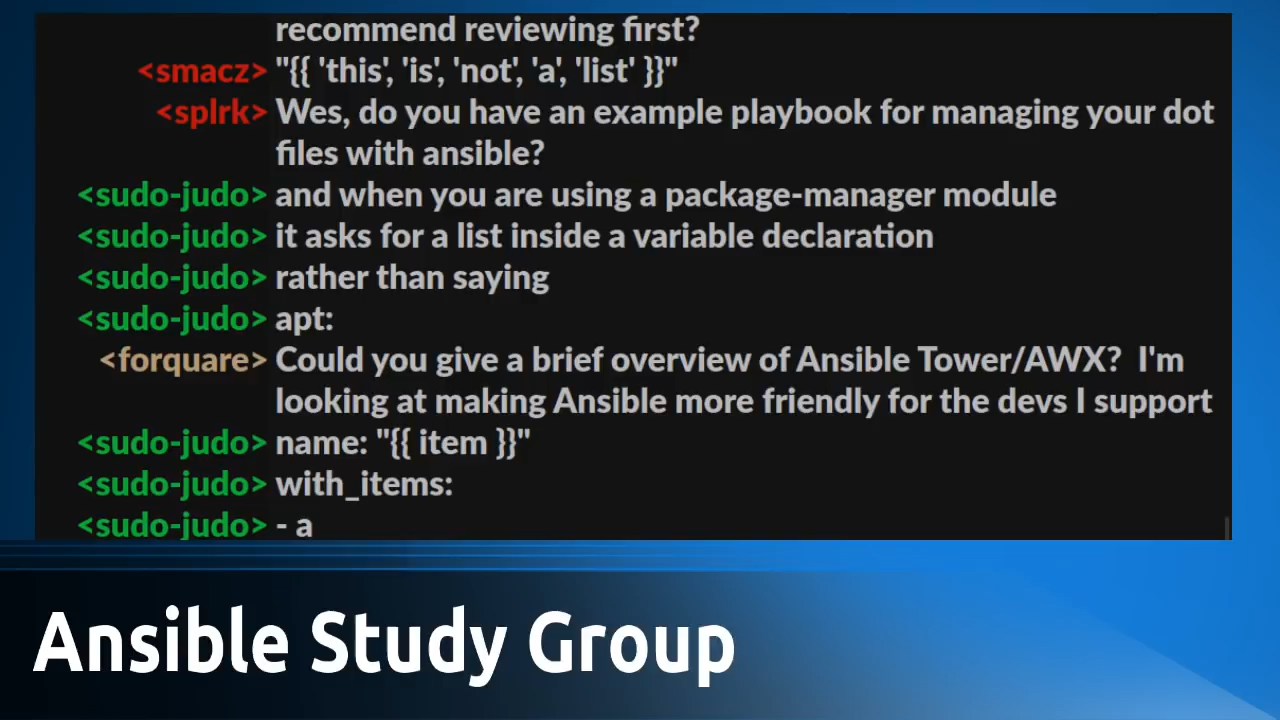 recommend reviewing first?
<smacz> "{{ 'this', 'is', 'not', 'a', 'list' }}"
<splrk> Wes, do you have an example playbook for managing your dot
files with ansible?
<sudo-judo> and when you are using a package-manager module
<sudo-judo> it asks for a list inside a variable declaration
<sudo-judo> rather than saying
<sudo-judo> apt:
<forquare> Could you give a brief overview of Ansible Tower/AWX?  I'm
looking at making Ansible more friendly for the devs I support
<sudo-judo> name: "{{ item }}"
<sudo-judo> with_items:
<sudo-judo> - a
Ansible Study Group